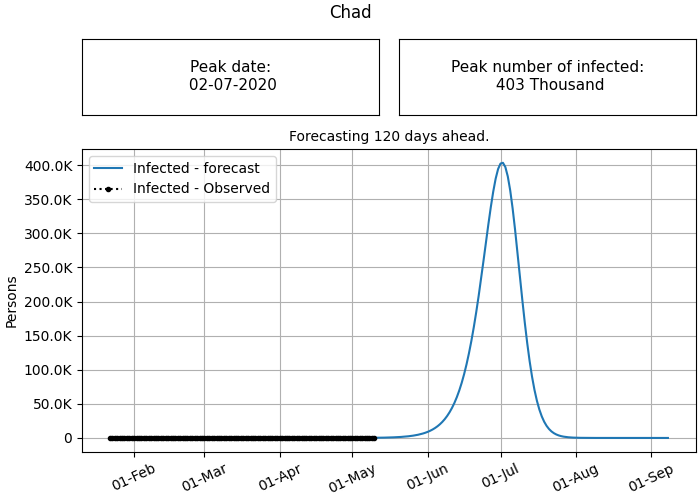 Chad
Peak date:
02-07-2020
Peak number of infected:
403 Thousand
Forecasting 120 days ahead.
Infected - forecast
Infected - Observed
Persons
400.0K
350.0K
300.0K
250.0K
200.0K
150.0K
100.0K
50.0K
0
01-Feb
01-Mar
01-Apr
01-May
01-Jun
01-Jul
01-Aug
01-Sep